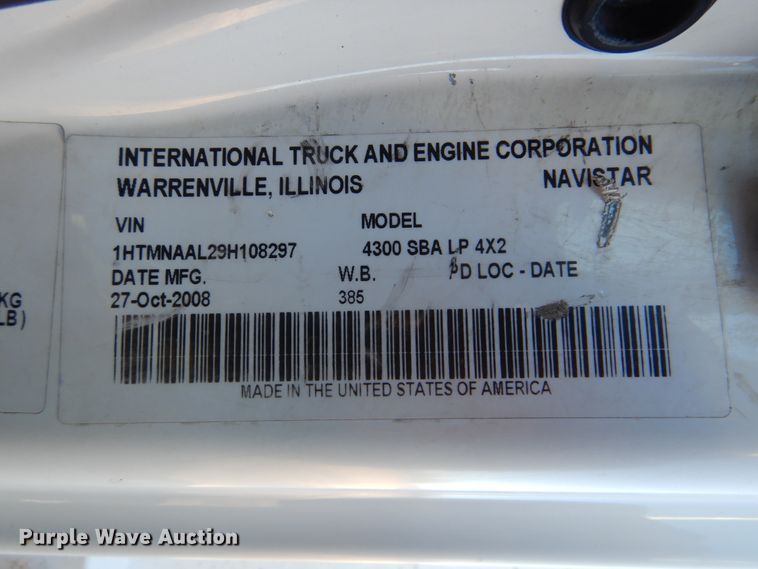 INTERNATIONAL TRUCK AND ENGINE CORPORATION
WARRENVILLE, ILLINOIS NAVISTAR
VIN MODEL
1HTMNAAL29H108297 4300 SBA LP 4X2
DATE MFG. W.B. PD LOC - DATE
27-Oct-2008 385
KG
LB)
MADE IN THE UNITED STATES OF AMERICA
Purple Wave Auction